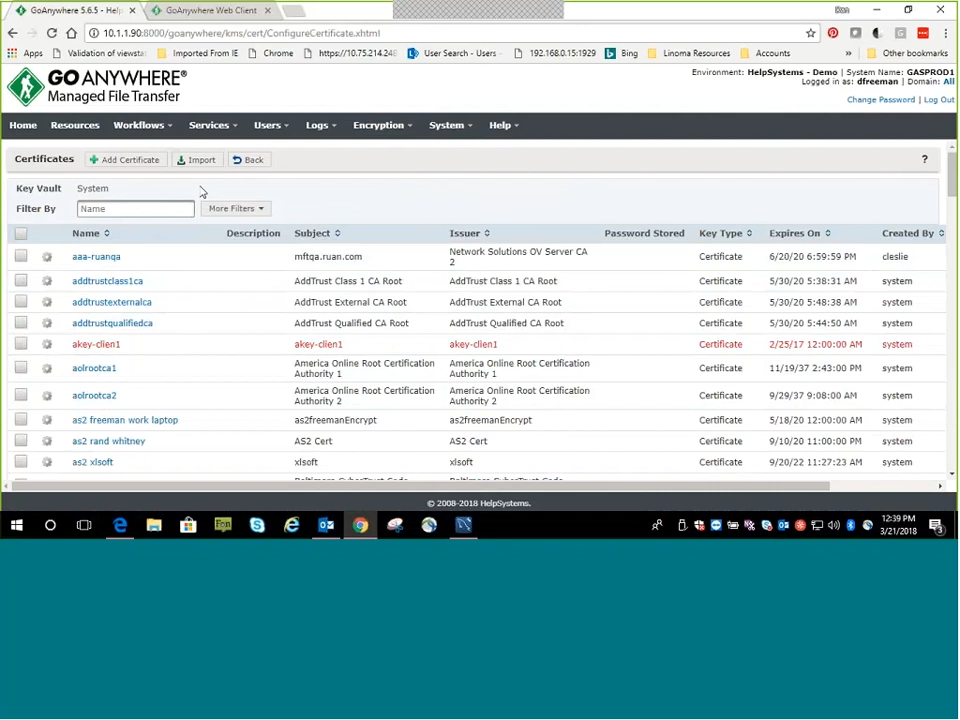 GoAnywhere 5.6.5 - Help
GoAnywhere Web Client
10.1.1.90:8000/goanywhere/kms/cert/ConfigureCertificate.xhtml
Apps Validation of viewsta Imported From IE Chrome https://10.75.214.24 User Search - Users - 192.168.0.15:1929 Bing Linoma Resources Accounts » Other bookmarks
GO ANYWHERE®
Managed File Transfer
Environment: HelpSystems - Demo | System Name: GASPROD1
Logged in as: dfreeman | Domain: All
Change Password | Log Out
Home Resources Workflows Services Users Logs Encryption System Help
Certificates Add Certificate Import Back ?
Key Vault System
Filter By Name More Filters
Name Description Subject Issuer Password Stored Key Type Expires On Created By
aaa-ruanqa mftqa.ruan.com Network Solutions OV Server CA 2 Certificate 6/20/20 6:59:59 PM cleslie
addtrustclass1ca AddTrust Class 1 CA Root AddTrust Class 1 CA Root Certificate 5/30/20 5:38:31 AM system
addtrustexternalca AddTrust External CA Root AddTrust External CA Root Certificate 5/30/20 5:48:38 AM system
addtrustqualifiedca AddTrust Qualified CA Root AddTrust Qualified CA Root Certificate 5/30/20 5:44:50 AM system
akey-clien1 akey-clien1 akey-clien1 Certificate 2/25/17 12:00:00 AM system
aolrootca1 America Online Root Certification Authority 1 America Online Root Certification Authority 1 Certificate 11/19/37 2:43:00 PM system
aolrootca2 America Online Root Certification Authority 2 America Online Root Certification Authority 2 Certificate 9/29/37 9:08:00 AM system
as2 freeman work laptop as2freemanEncrypt as2freemanEncrypt Certificate 5/18/20 12:00:00 AM system
as2 rand whitney AS2 Cert AS2 Cert Certificate 9/10/20 11:00:00 PM system
as2 xlsoft xlsoft xlsoft Certificate 9/20/22 11:27:23 AM system
© 2008-2018 HelpSystems.
12:39 PM
3/21/2018
3